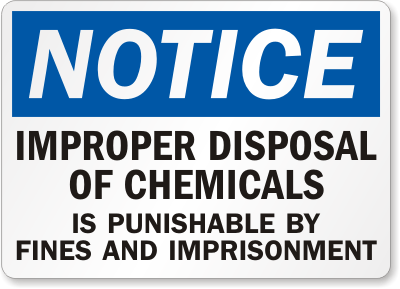 NOTICE
IMPROPER DISPOSAL
OF CHEMICALS
IS PUNISHABLE BY
FINES AND IMPRISONMENT